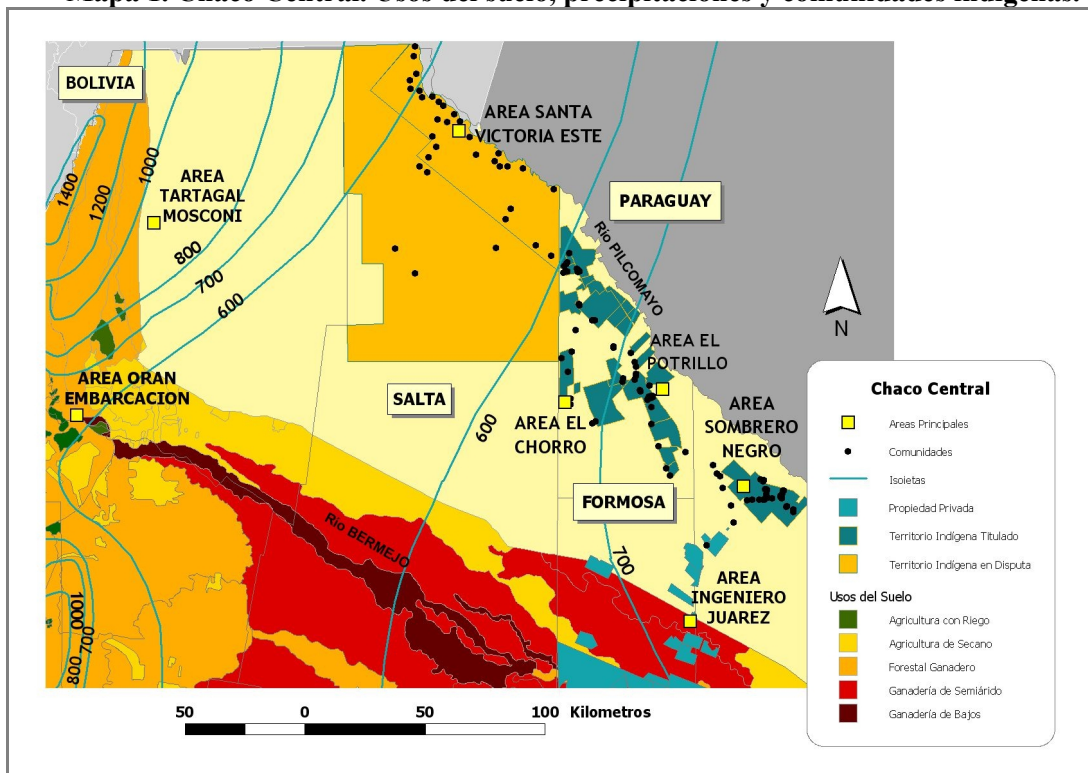 Mapa 1. Chaco Central. Usos del suelo, precipitaciones y comunidades indígenas.
BOLIVIA
AREA SANTA
VICTORIA ESTE
1400
1200
1000
AREA
TARTAGAL
MOSCONI
PARAGUAY
800
700
600
Rio PILCOMAYO
N
AREA EL
POTRILLO
AREA ORAN
EMBARCACION
SALTA
600
AREA EL
CHORRO
AREA
SOMBRERO
NEGRO
FORMOSA
Rio BERMEJO
700
AREA
INGENIERO
JUAREZ
1000
700
800
50 0 50 100 Kilometros
Chaco Central
Areas Principales
Comunidades
Isoietas
Propiedad Privada
Territorio Indígena Titulado
Territorio Indígena en Disputa
Usos del Suelo
Agricultura con Riego
Agricultura de Secano
Forestal Ganadero
Ganadería de Semiárido
Ganadería de Bajos